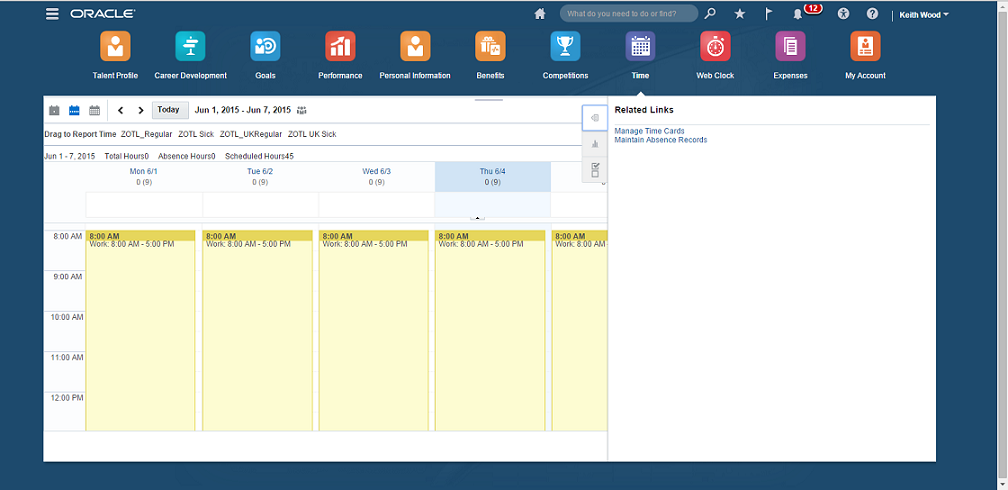 ORACLE
What do you need to do or find?
12
Keith Wood
Talent Profile Career Development Goals Performance Personal Information Benefits Competitions Time Web Clock Expenses My Account
Today Jun 1, 2015 - Jun 7, 2015
Drag to Report Time ZOTL_Regular ZOTL Sick ZOTL_UKRegular ZOTL UK Sick
Jun 1 - 7, 2015 Total Hours0 Absence Hours0 Scheduled Hours45
Mon 6/1 Tue 6/2 Wed 6/3 Thu 6/4
0 (9) 0 (9) 0 (9) 0 (9)
8:00 AM 8:00 AM 8:00 AM 8:00 AM 8:00 AM 8:00 AM
Work: 8:00 AM - 5:00 PM Work: 8:00 AM - 5:00 PM Work: 8:00 AM - 5:00 PM Work: 8:00 AM - 5:00 PM Work: 8:00 AM
9:00 AM
10:00 AM
11:00 AM
12:00 PM
Related Links
Manage Time Cards
Maintain Absence Records